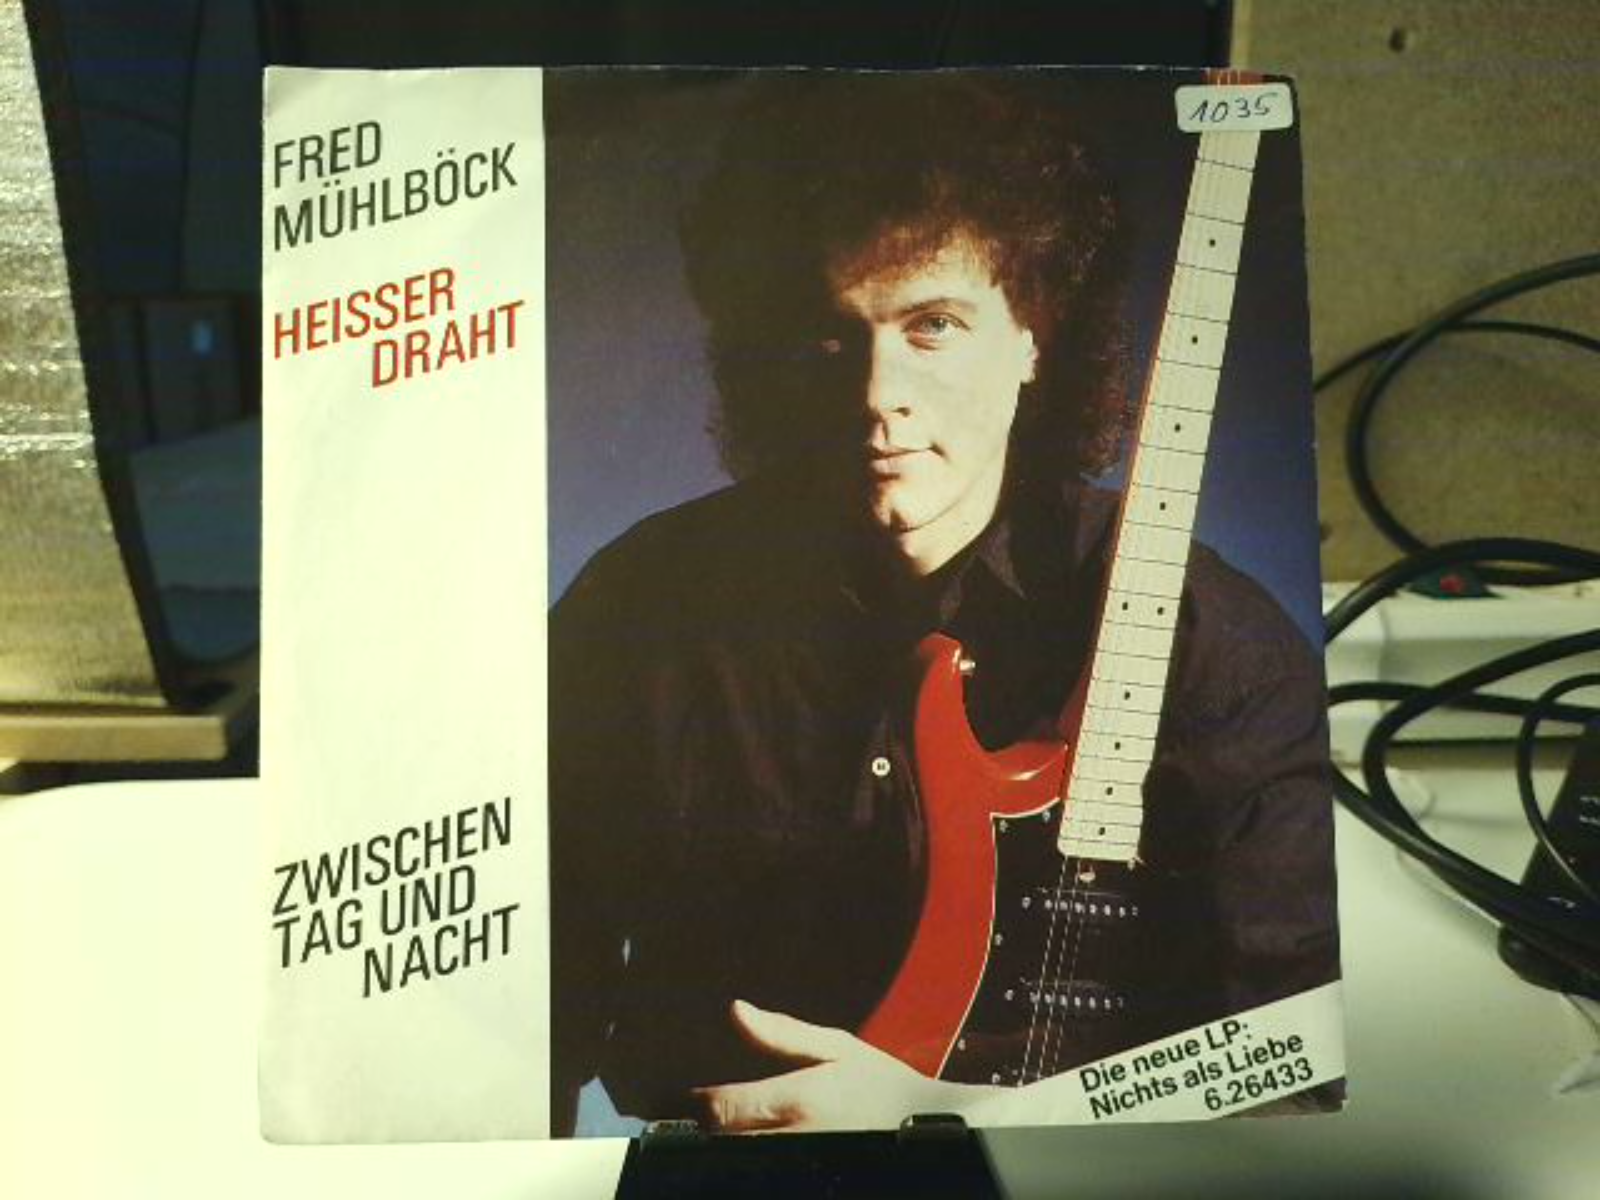 FRED
MÜHLBÖCK
HEISSER
DRAHT
ZWISCHEN
TAG UND
NACHT
1035
Die neue LP:
Nichts als Liebe
6.26433